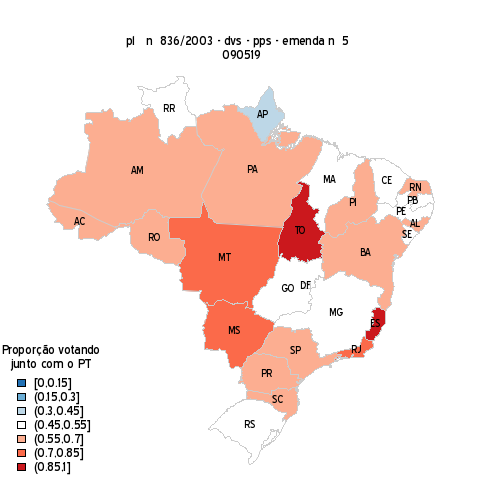 pl n 836/2003 - dvs - pps - emenda n 5
090519
RR
AP
AM
PA
MA
CE
RN
PB
PE
PI
AL
SE
AC
RO
TO
BA
MT
GO
DF
MG
MS
ES
SP
RJ
PR
SC
RS
Proporção votando
junto com o PT
[0,0.15]
(0.15,0.3]
(0.3,0.45]
(0.45,0.55]
(0.55,0.7]
(0.7,0.85]
(0.85,1]